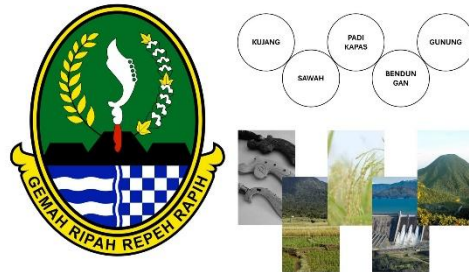 GEMAH RIPAH REPEH RAPIH
KUJANG
SAWAH
PADI
KAPAS
BENDUN
GAN
GUNUNG